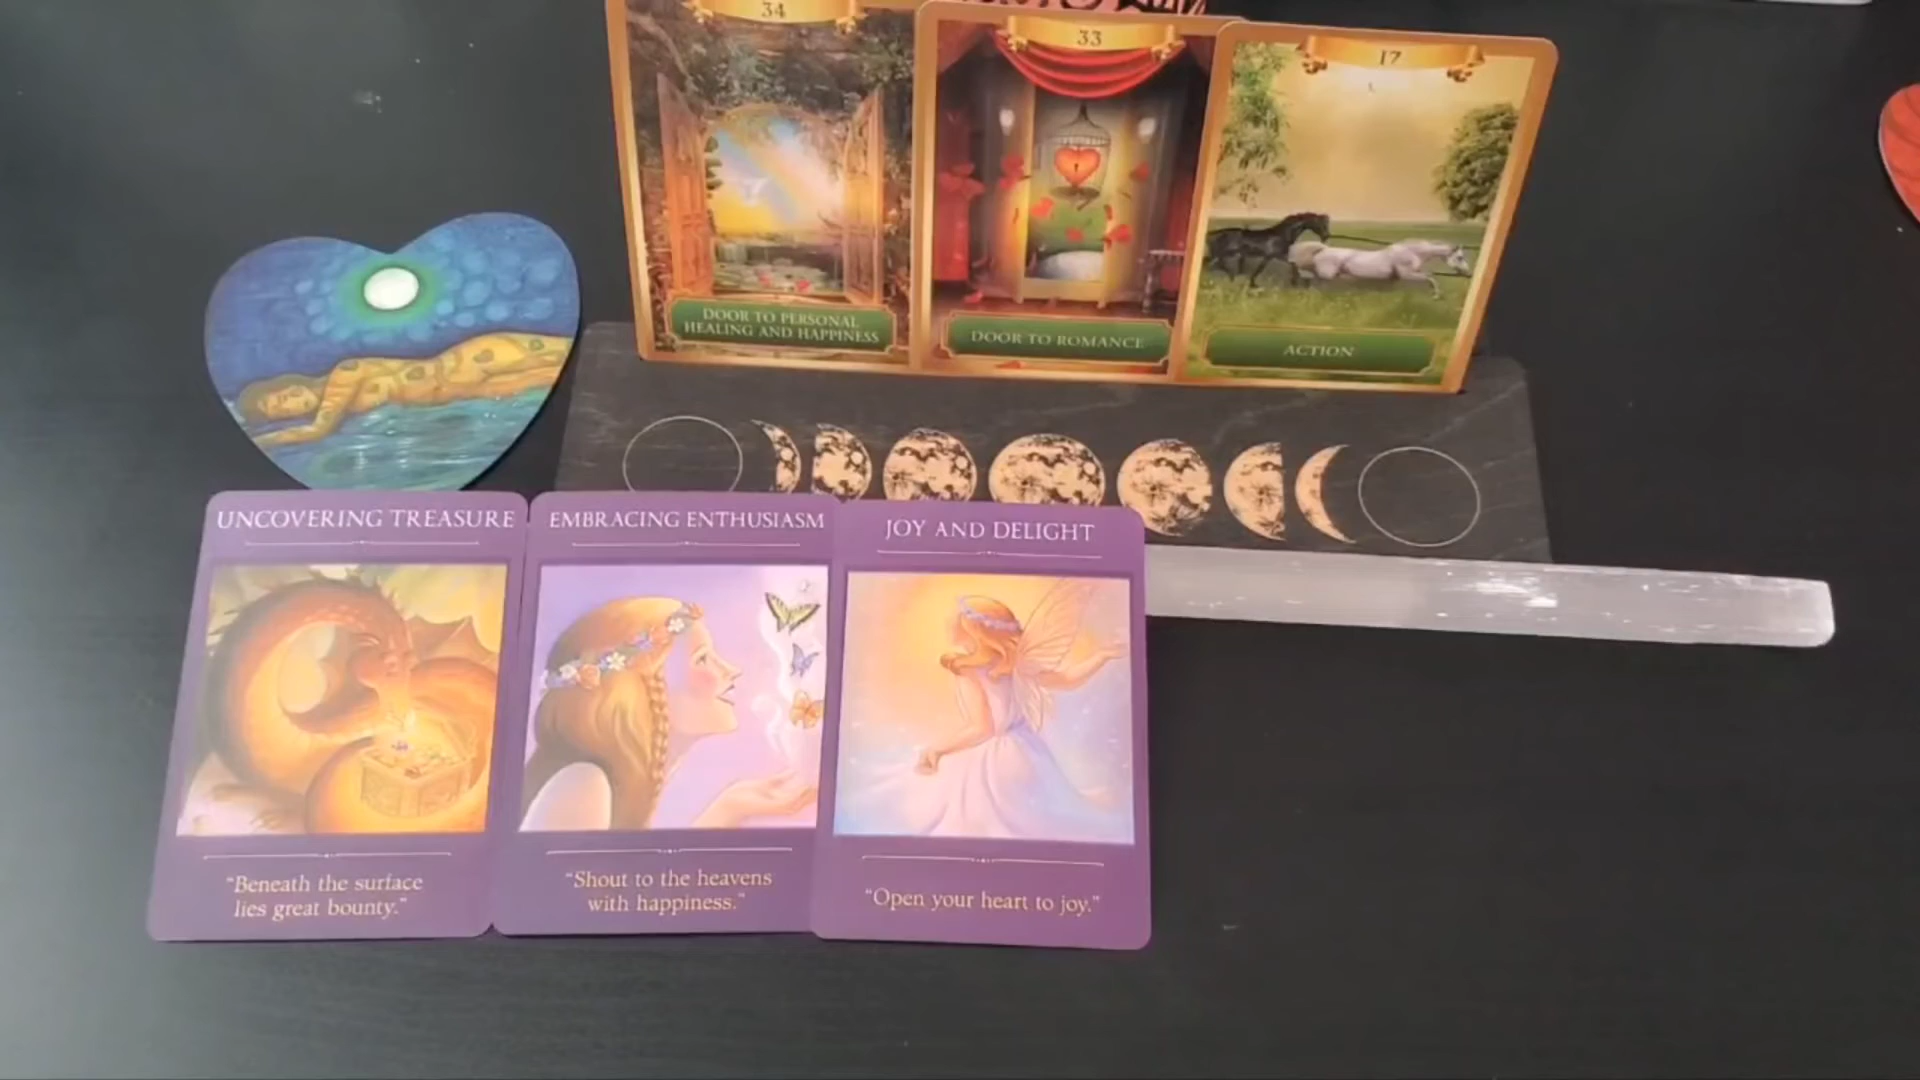 34
33
17
DOOR TO PERSONAL
HEALING AND HAPPINESS
DOOR TO ROMANCE
ACTION
UNCOVERING TREASURE
EMBRACING ENTHUSIASM
JOY AND DELIGHT
"Beneath the surface
lies great bounty."
"Shout to the heavens
with happiness."
"Open your heart to joy."